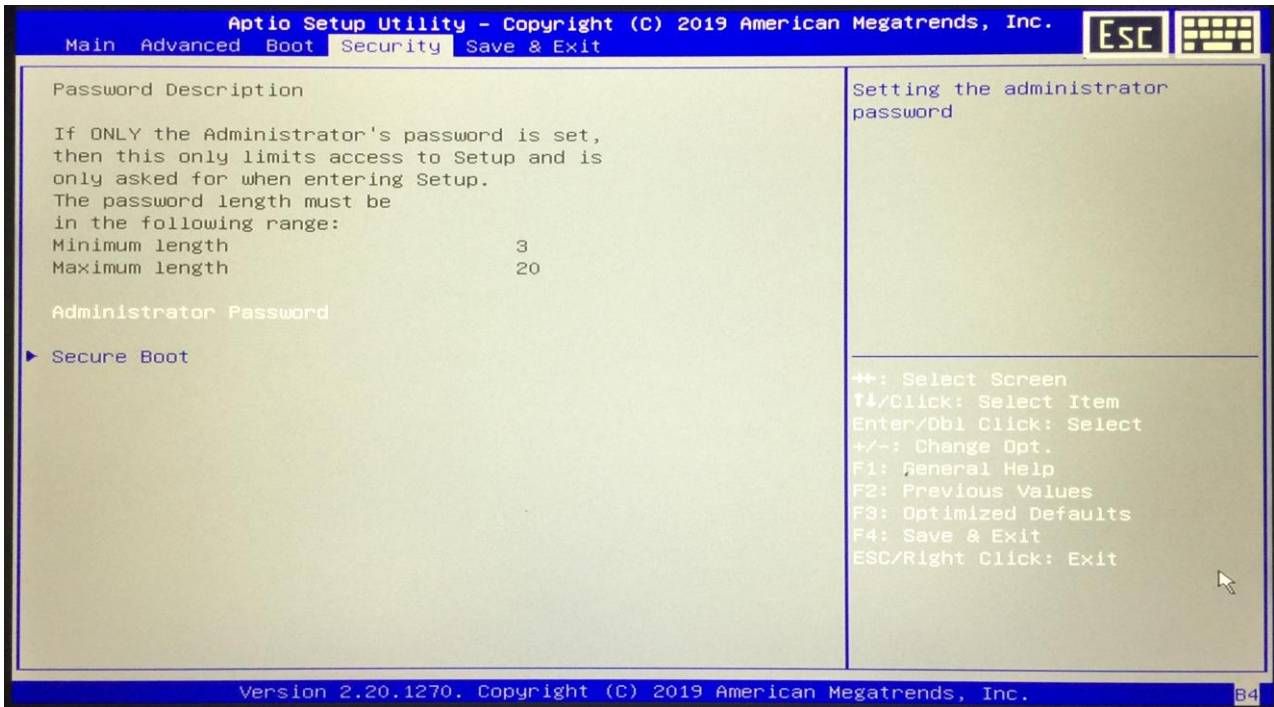 Aptio Setup Utility – Copyright (C) 2019 American Megatrends, Inc.
Main Advanced Boot Security Save & Exit
Esc
Password Description
If ONLY the Administrator's password is set,
then this only limits access to Setup and is
only asked for when entering Setup.
The password length must be
in the following range:
Minimum length 3
Maximum length 20
Administrator Password
Secure Boot
Setting the administrator
password
→←: Select Screen
↑↓/Click: Select Item
Enter/Dbl Click: Select
+/-: Change Opt.
F1: General Help
F2: Previous Values
F3: Optimized Defaults
F4: Save & Exit
ESC/Right Click: Exit
Version 2.20.1270. Copyright (C) 2019 American Megatrends, Inc.
B4